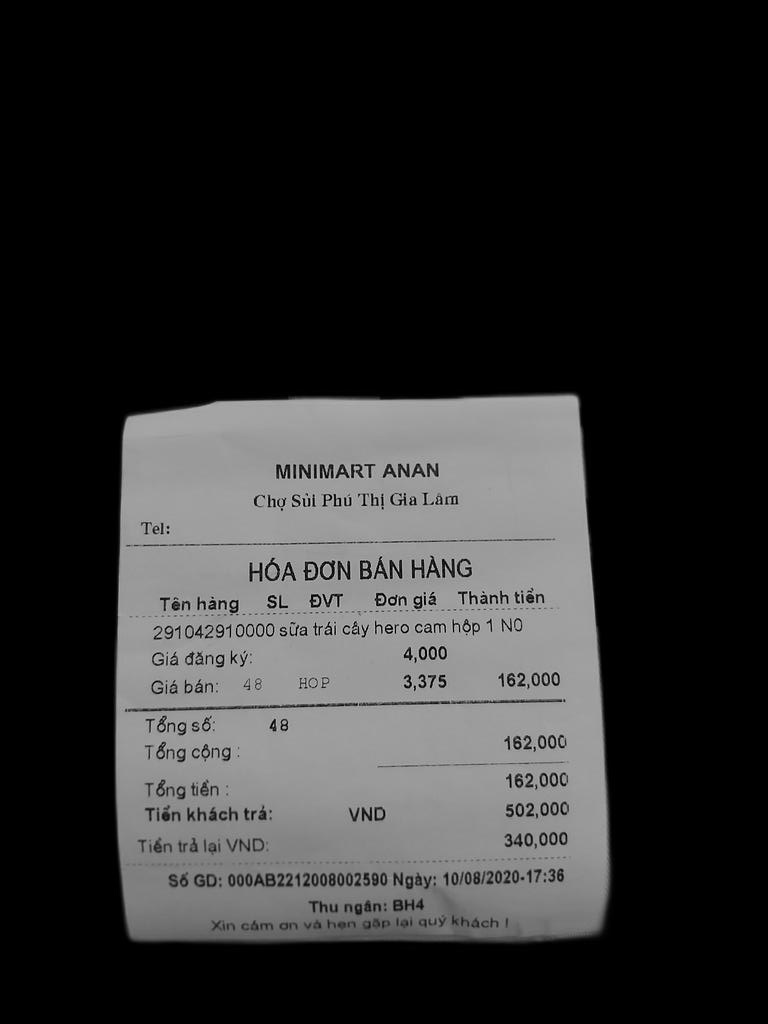 MINIMART ANAN
Chợ Sủi Phú Thị Gia Lâm
Tel:
HÓA ĐƠN BÁN HÀNG
Tên hàng SL ĐVT Đơn giá Thành tiền
291042910000 sữa trái cây hero cam hộp 1 N0
Giá đăng ký: 4,000
Giá bán: 48 HOP 3,375 162,000
Tổng số: 48
Tổng cộng : 162,000
Tổng tiền : 162,000
Tiền khách trả: VND 502,000
Tiền trả lại VND: 340,000
Số GD: 000AB2212008002590 Ngày: 10/08/2020-17:36
Thu ngân: BH4
Xin cám ơn và hẹn gặp lại quý khách !